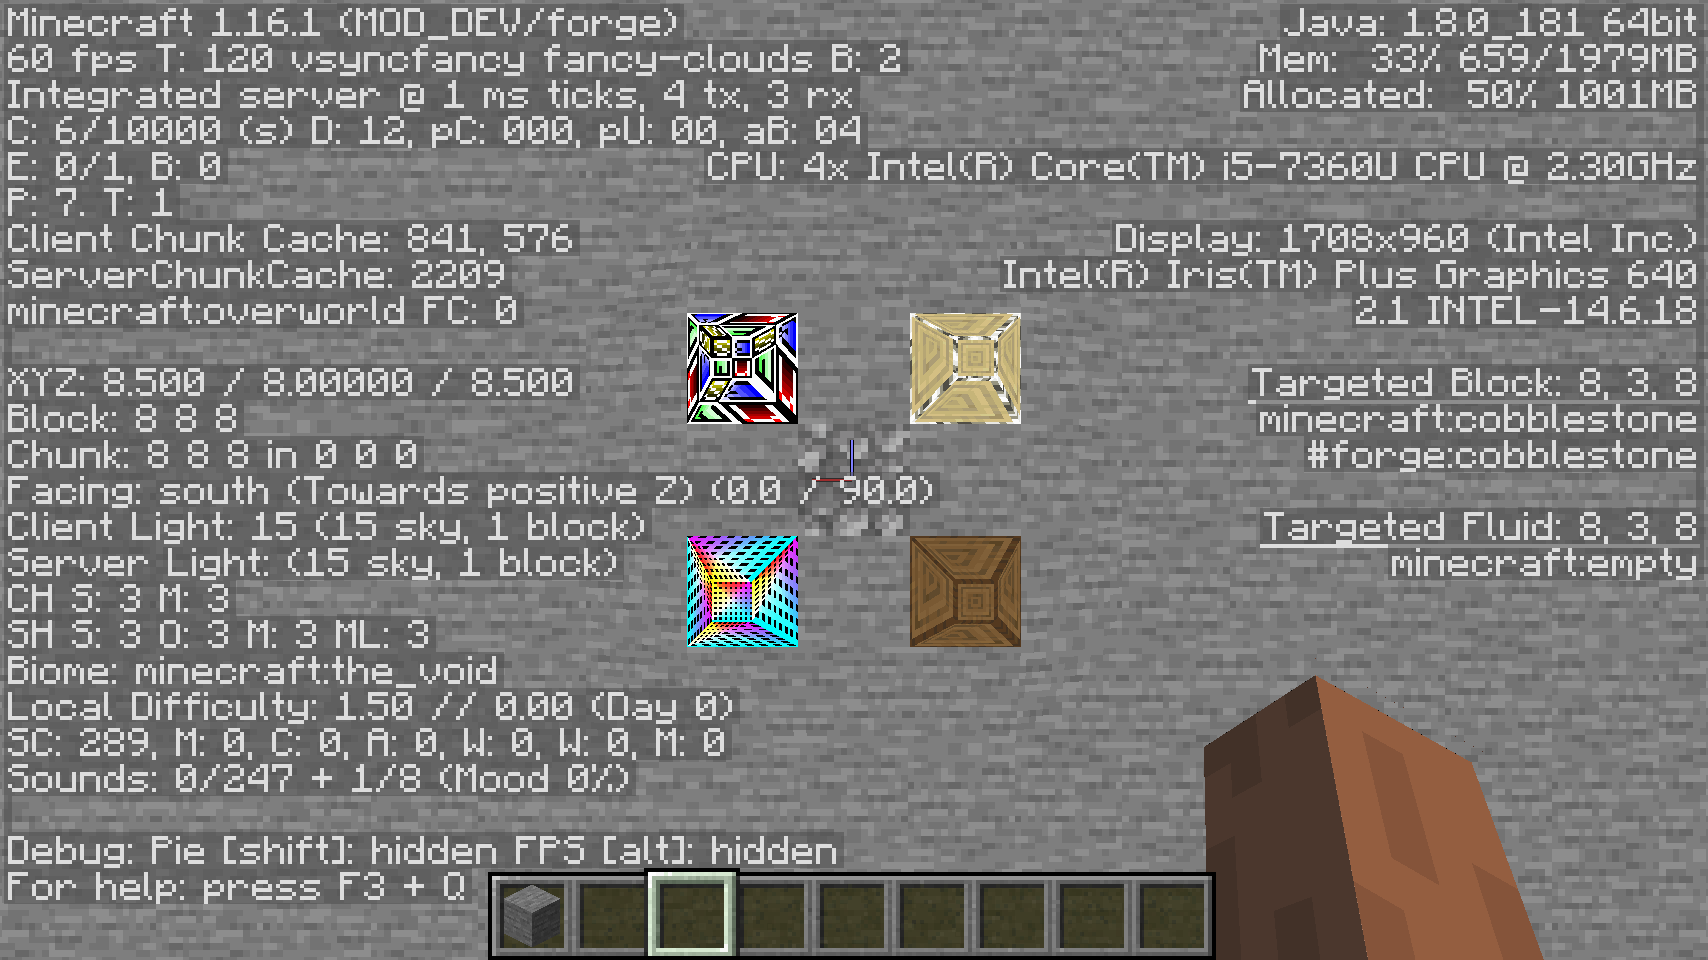 Minecraft 1.16.1 (MOD_DEV/forge)
60 fps T: 120 vsyncfancy fancy-clouds B: 2
Integrated server @ 1 ms ticks, 4 tx, 3 rx
C: 6/10000 (s) D: 12, pC: 000, pU: 00, aB: 04
E: 0/1, B: 0
P: 7. T: 1
Client Chunk Cache: 841, 576
ServerChunkCache: 2209
minecraft:overworld FC: 0
XYZ: 8.500 / 8.00000 / 8.500
Block: 8 8 8
Chunk: 8 8 8 in 0 0 0
Facing: south (Towards positive Z) (0.0 / 90.0)
Client Light: 15 (15 sky, 1 block)
Server Light: (15 sky, 1 block)
CH S: 3 M: 3
SH S: 3 O: 3 M: 3 ML: 3
Biome: minecraft:the_void
Local Difficulty: 1.50 // 0.00 (Day 0)
SC: 289, M: 0, C: 0, A: 0, W: 0, W: 0, M: 0
Sounds: 0/247 + 1/8 (Mood 0%)
Debug: Pie [shift]: hidden FPS [alt]: hidden
For help: press F3 + Q
Java: 1.8.0_181 64bit
Mem: 33% 659/1979MB
Allocated: 50% 1001MB
CPU: 4x Intel(R) Core(TM) i5-7360U CPU @ 2.30GHz
Display: 1708x960 (Intel Inc.)
Intel(R) Iris(TM) Plus Graphics 640
2.1 INTEL-14.6.18
Targeted Block: 8, 3, 8
minecraft:cobblestone
#forge:cobblestone
Targeted Fluid: 8, 3, 8
minecraft:empty